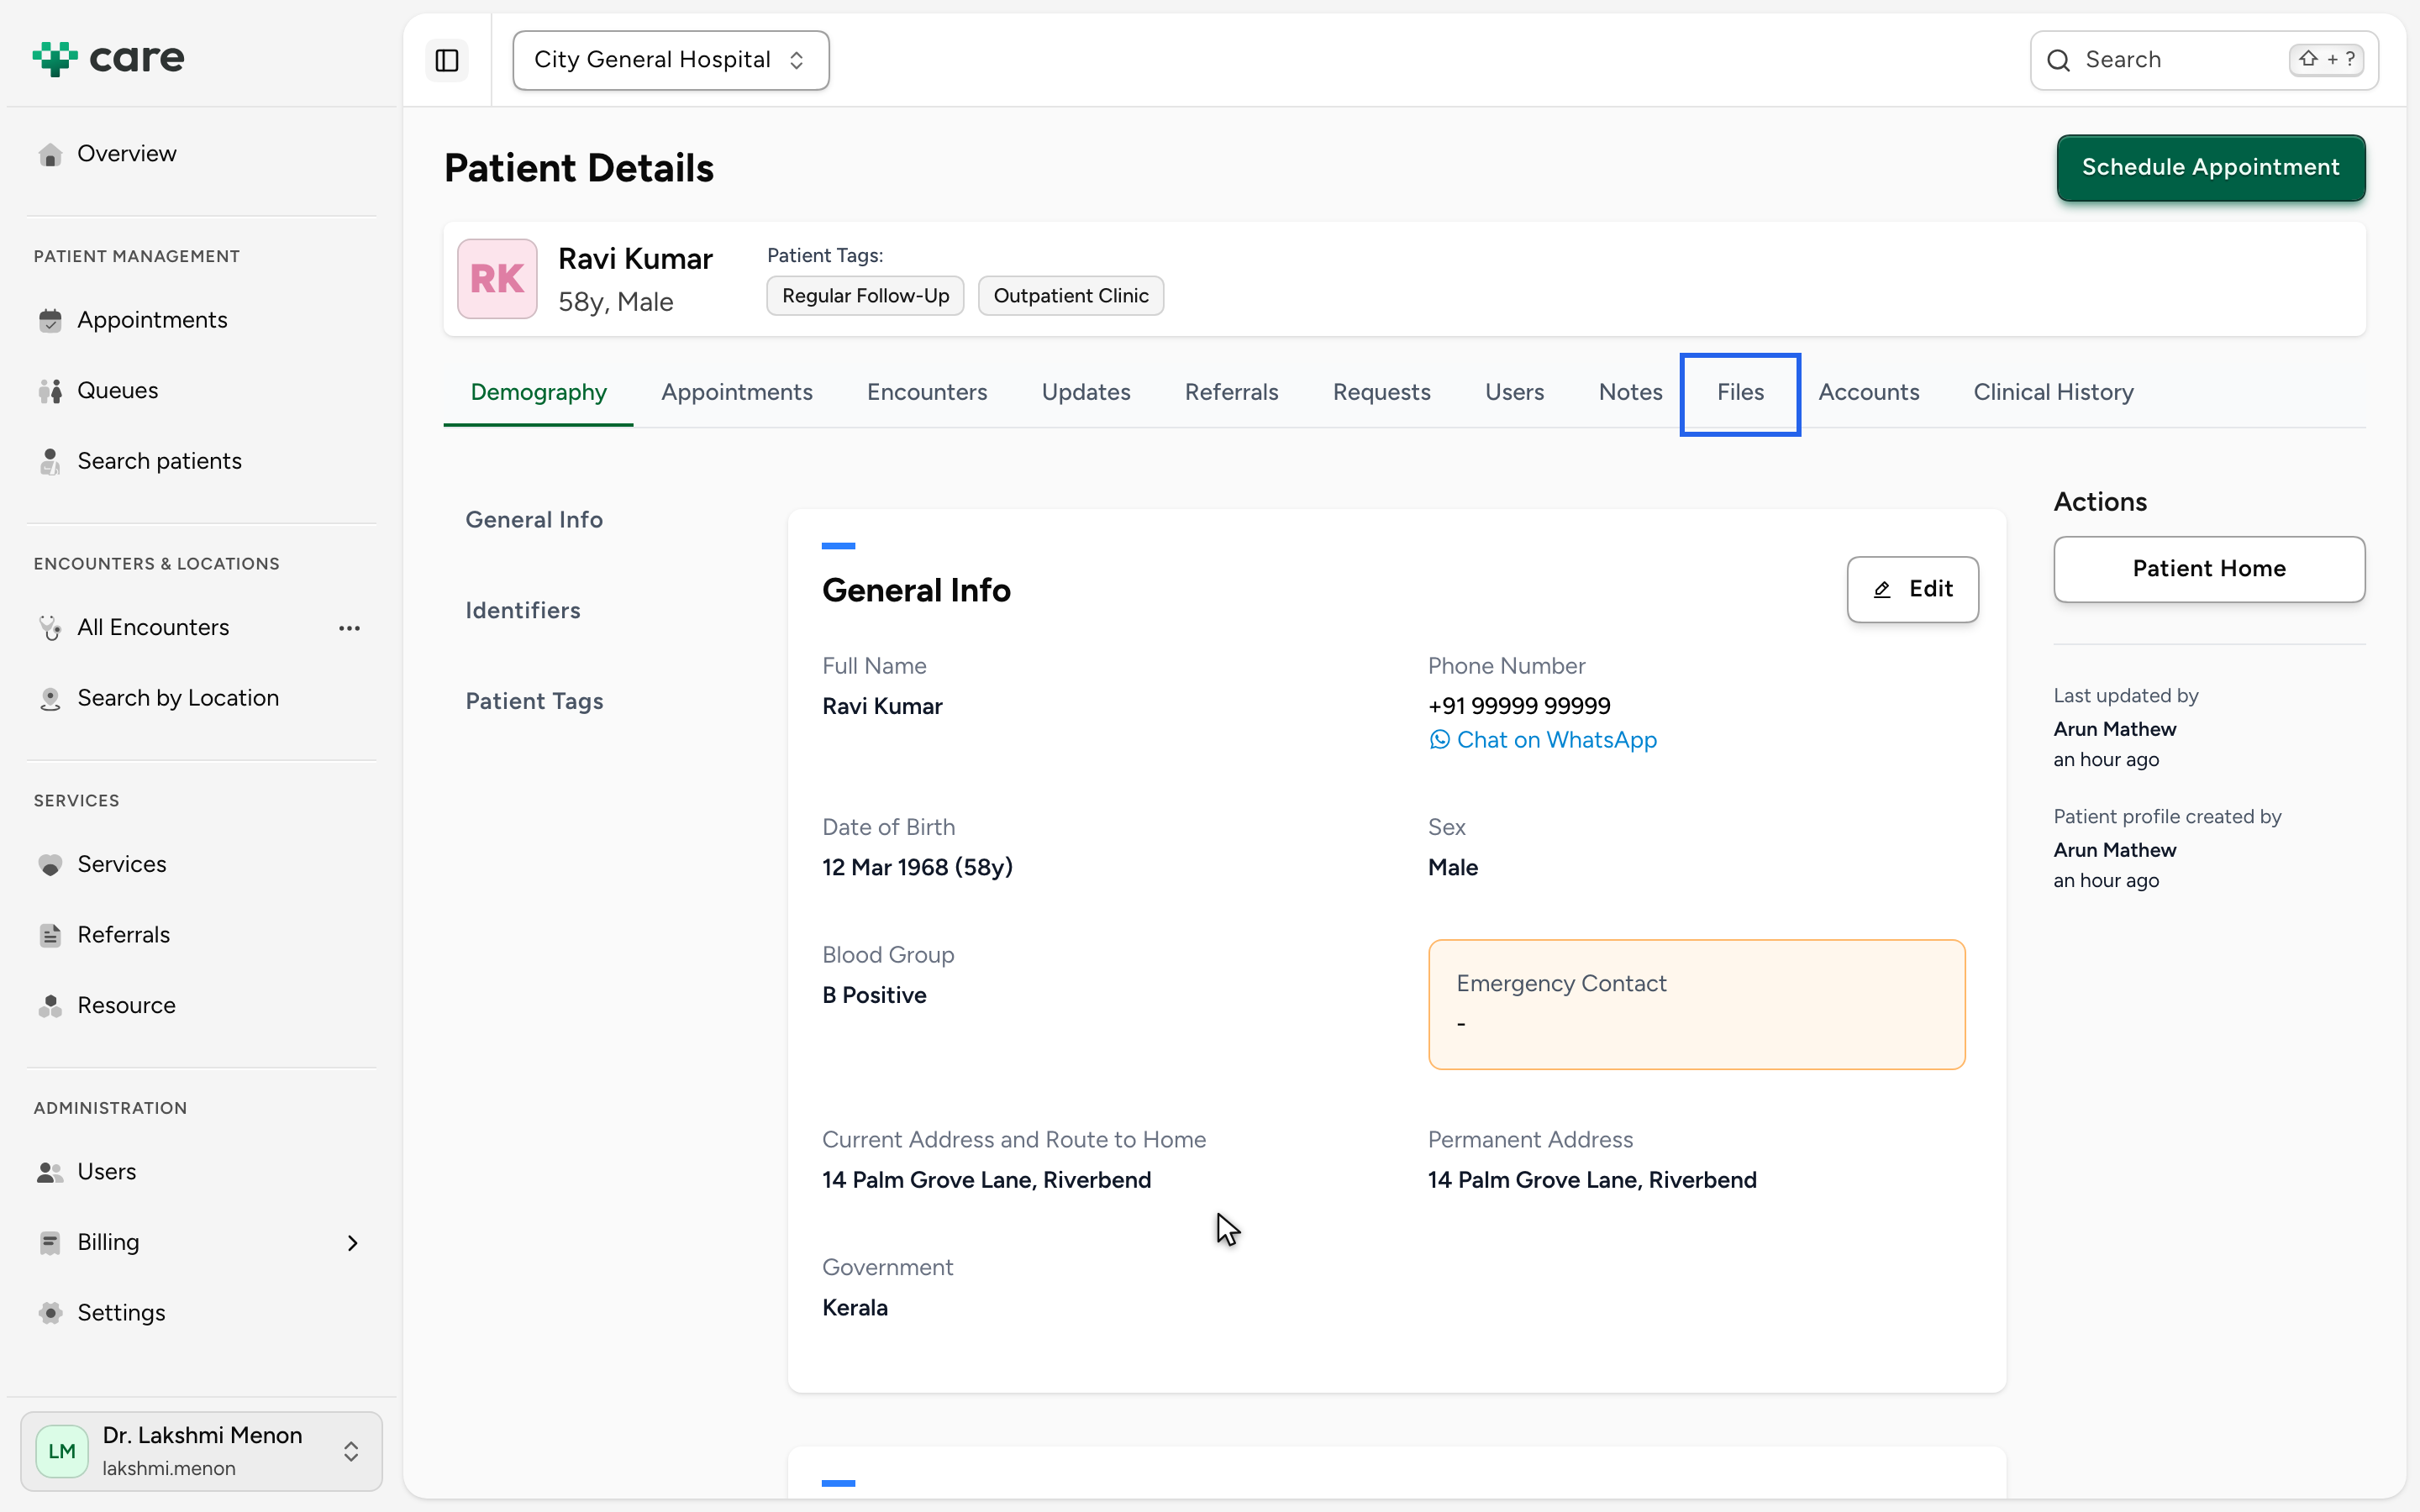 care
Overview
PATIENT MANAGEMENT
Appointments
Queues
Search patients
ENCOUNTERS & LOCATIONS
All Encounters
Search by Location
SERVICES
Services
Referrals
Resource
ADMINISTRATION
Users
Billing
Settings
LM
Dr. Lakshmi Menon
lakshmi.menon
City General Hospital
Search
+ ?
Patient Details
Schedule Appointment
RK
Ravi Kumar
58y, Male
Patient Tags:
Regular Follow-Up
Outpatient Clinic
Demography
Appointments
Encounters
Updates
Referrals
Requests
Users
Notes
Files
Accounts
Clinical History
General Info
Identifiers
Patient Tags
General Info
Edit
Full Name
Ravi Kumar
Phone Number
+91 99999 99999
Chat on WhatsApp
Date of Birth
12 Mar 1968 (58y)
Sex
Male
Blood Group
B Positive
Emergency Contact
-
Current Address and Route to Home
14 Palm Grove Lane, Riverbend
Permanent Address
14 Palm Grove Lane, Riverbend
Government
Kerala
Actions
Patient Home
Last updated by
Arun Mathew
an hour ago
Patient profile created by
Arun Mathew
an hour ago